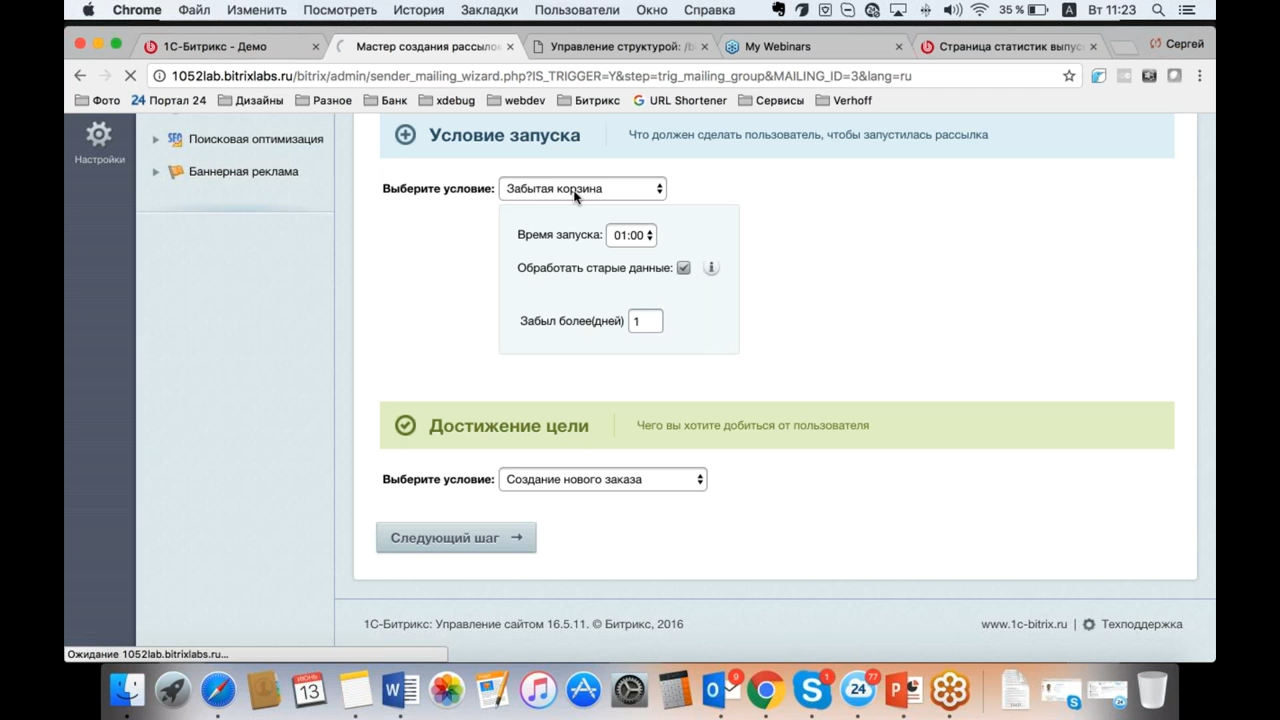 Chrome Файл Изменить Посмотреть История Закладки Пользователи Окно Справка 35 % A Вт 11:23
1С-Битрикс - Демо × Мастер создания рассылок × Управление структурой: /b × My Webinars × Страница статистик выпус × Сергей
1052lab.bitrixlabs.ru/bitrix/admin/sender_mailing_wizard.php?IS_TRIGGER=Y&step=trig_mailing_group&MAILING_ID=3&lang=ru
Фото 24 Портал 24 Дизайны Разное Банк xdebug webdev Битрикс G URL Shortener Сервисы Verhoff
Настройки
SEO Поисковая оптимизация
Баннерная реклама
Условие запуска Что должен сделать пользователь, чтобы запустилась рассылка
Выберите условие: Забытая корзина
Время запуска: 01:00
Обработать старые данные: i
Забыл более(дней) 1
Достижение цели Чего вы хотите добиться от пользователя
Выберите условие: Создание нового заказа
Следующий шаг →
1С-Битрикс: Управление сайтом 16.5.11. © Битрикс, 2016 www.1c-bitrix.ru | Техподдержка
Ожидание 1052lab.bitrixlabs.ru...
13 9 1 24 77